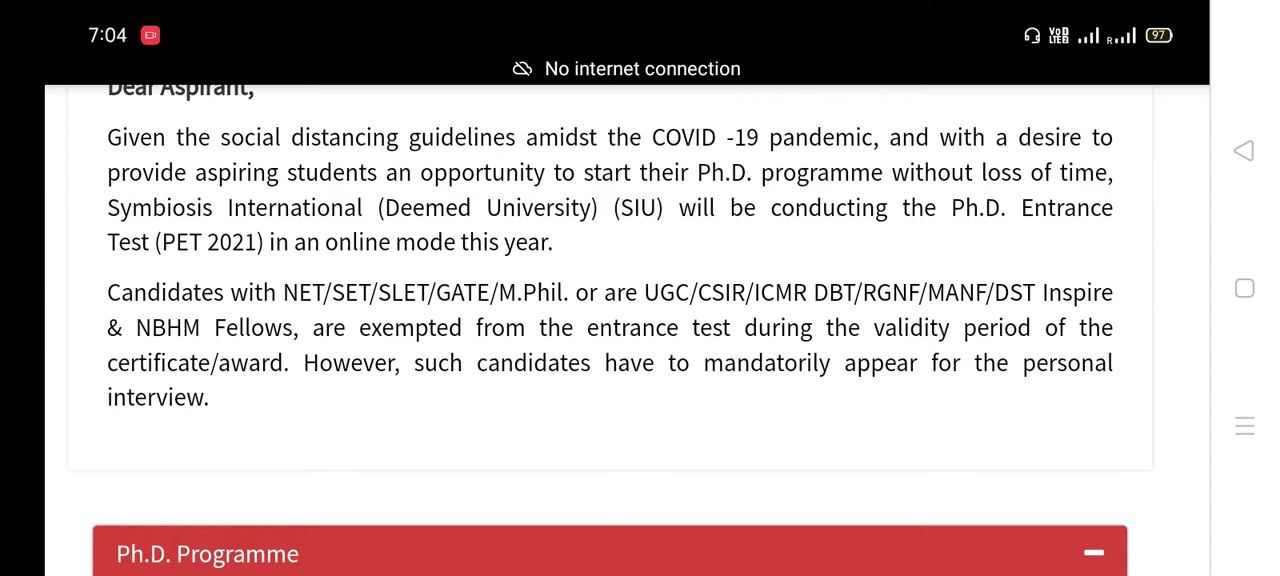 7:04
VoD
LTE2
R
97
No internet connection
Dear Aspirant,
Given the social distancing guidelines amidst the COVID -19 pandemic, and with a desire to
provide aspiring students an opportunity to start their Ph.D. programme without loss of time,
Symbiosis International (Deemed University) (SIU) will be conducting the Ph.D. Entrance
Test (PET 2021) in an online mode this year.
Candidates with NET/SET/SLET/GATE/M.Phil. or are UGC/CSIR/ICMR DBT/RGNF/MANF/DST Inspire
& NBHM Fellows, are exempted from the entrance test during the validity period of the
certificate/award. However, such candidates have to mandatorily appear for the personal
interview.
Ph.D. Programme